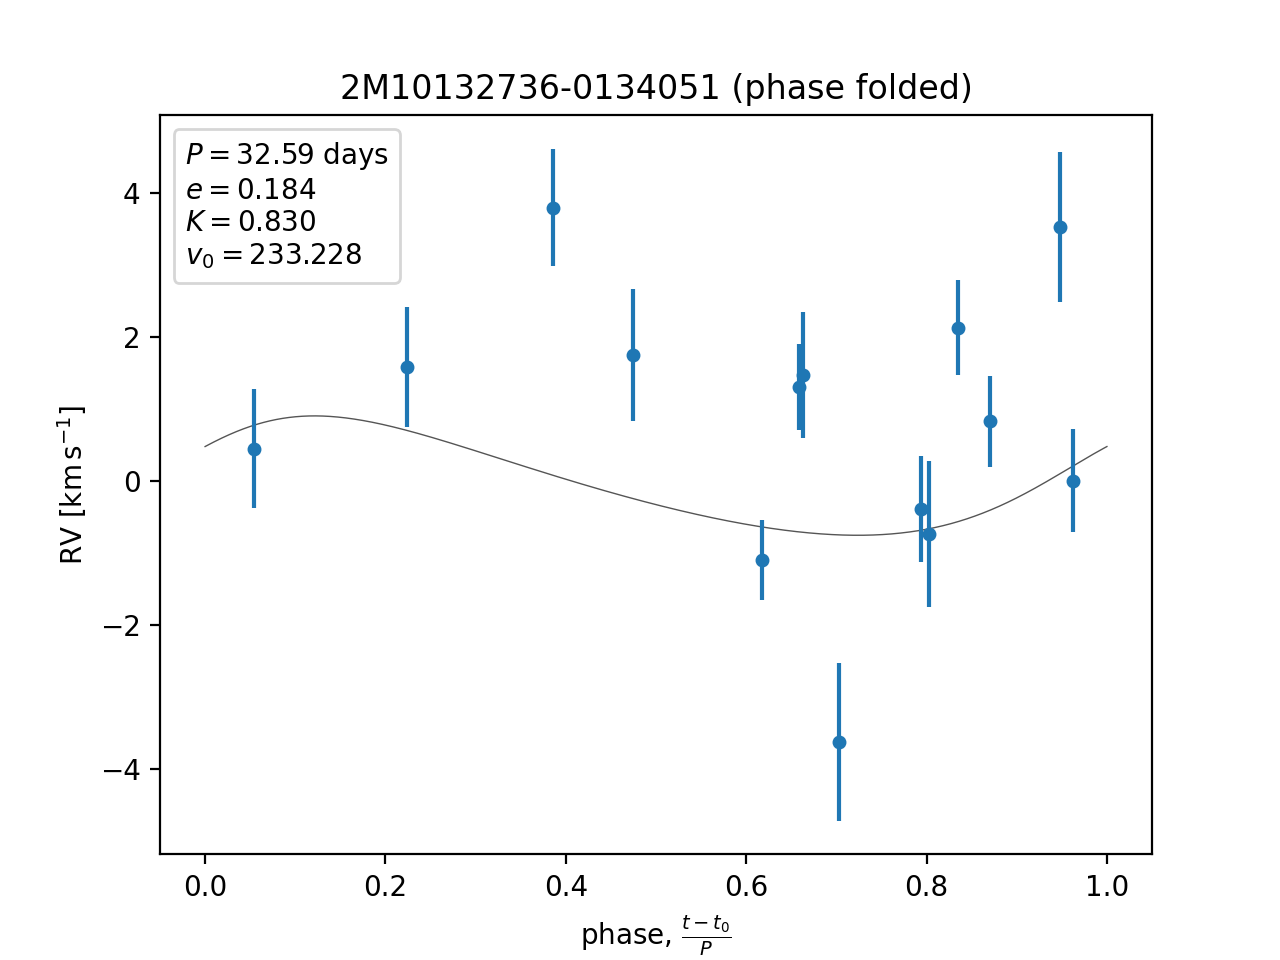 2M10132736-0134051 (phase folded)
P = 32.59 days
e = 0.184
K = 0.830
v₀ = 233.228
4
2
0
−2
−4
RV [km s⁻¹]
0.0 0.2 0.4 0.6 0.8 1.0
phase, (t − t₀)/P